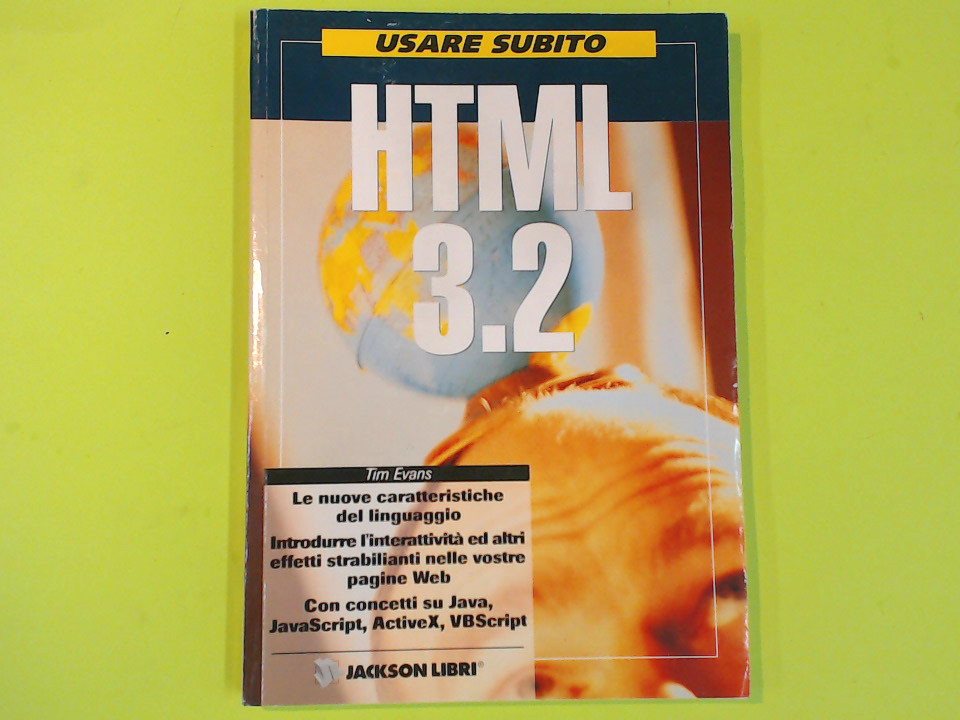 USARE SUBITO
HTML
3.2
Tim Evans
Le nuove caratteristiche
del linguaggio
Introdurre l'interattività ed altri
effetti strabilianti nelle vostre
pagine Web
Con concetti su Java,
JavaScript, ActiveX, VBScript
JACKSON LIBRI®